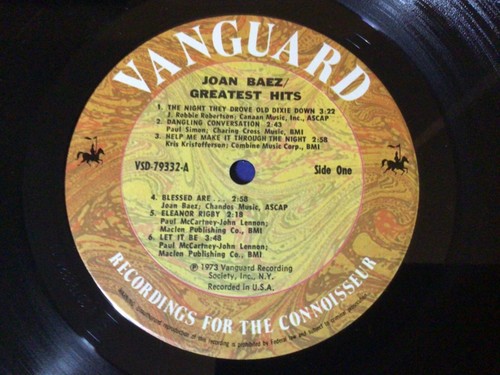 VANGUARD
JOAN BAEZ/
GREATEST HITS
1. THE NIGHT THEY DROVE OLD DIXIE DOWN 3:22
J. Robbie Robertson; Canaan Music, Inc., ASCAP
2. DANGLING CONVERSATION 2:43
Paul Simon; Charing Cross Music, BMI
3. HELP ME MAKE IT THROUGH THE NIGHT 2:58
Kris Kristofferson; Combine Music Corp., BMI
VSD-79332-A
Side One
4. BLESSED ARE . . . 2:58
Joan Baez; Chandos Music, ASCAP
5. ELEANOR RIGBY 2:18
Paul McCartney-John Lennon;
Maclen Publishing Co., BMI
6. LET IT BE 3:48
Paul McCartney-John Lennon;
Maclen Publishing Co., BMI
Ⓟ 1973 Vanguard Recording
Society, Inc., N.Y.
Recorded in U.S.A.
RECORDINGS FOR THE CONNOISSEUR